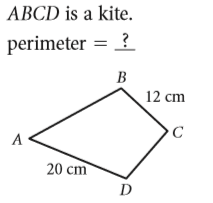 ABCD is a kite.
perimeter = ?
B
12 cm
C
A
20 cm
D